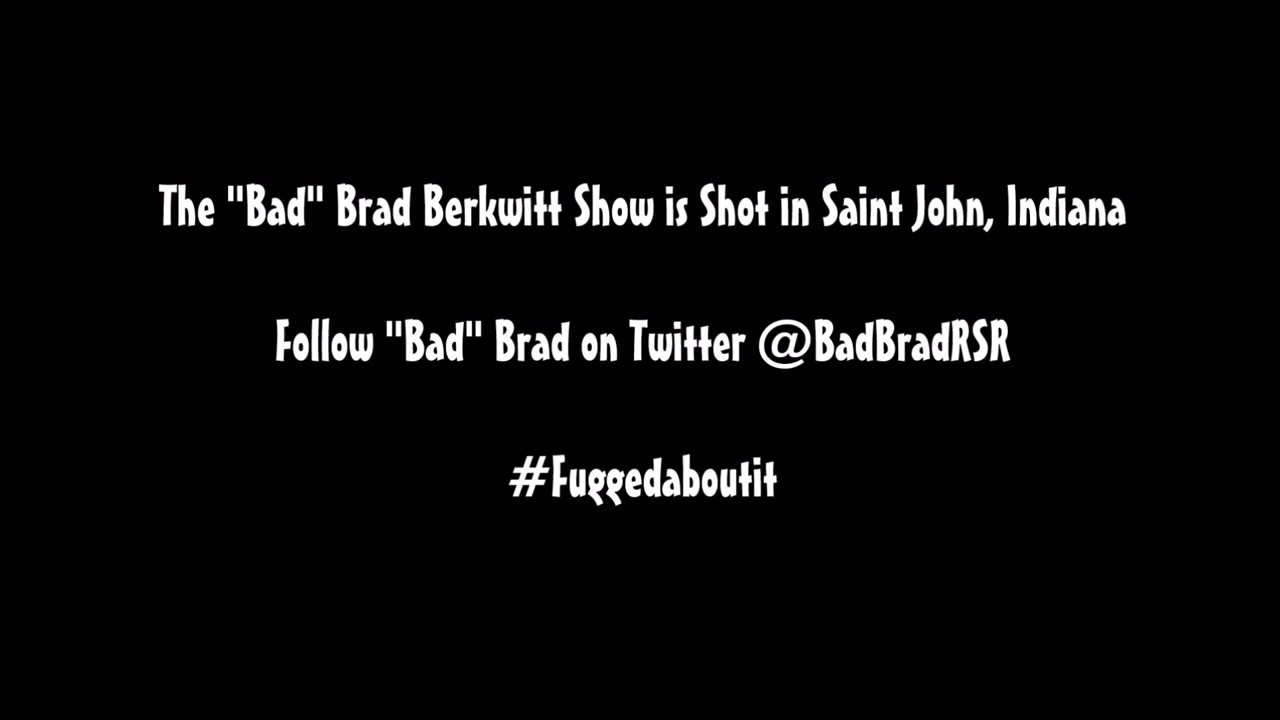 The "Bad" Brad Berkwitt Show is Shot in Saint John, Indiana
Follow "Bad" Brad on Twitter @BadBradRSR
#Fuggedaboutit